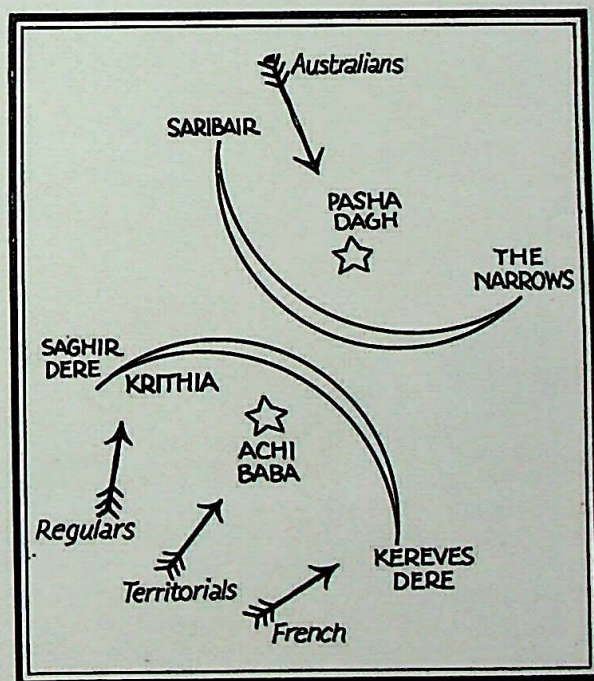 Australians
SARIBAIR
PASHA
DAGH
THE
NARROWS
SAGHIR
DERE
KRITHIA
ACHI
BABA
Regulars
KEREVES
DERE
Territorials
French